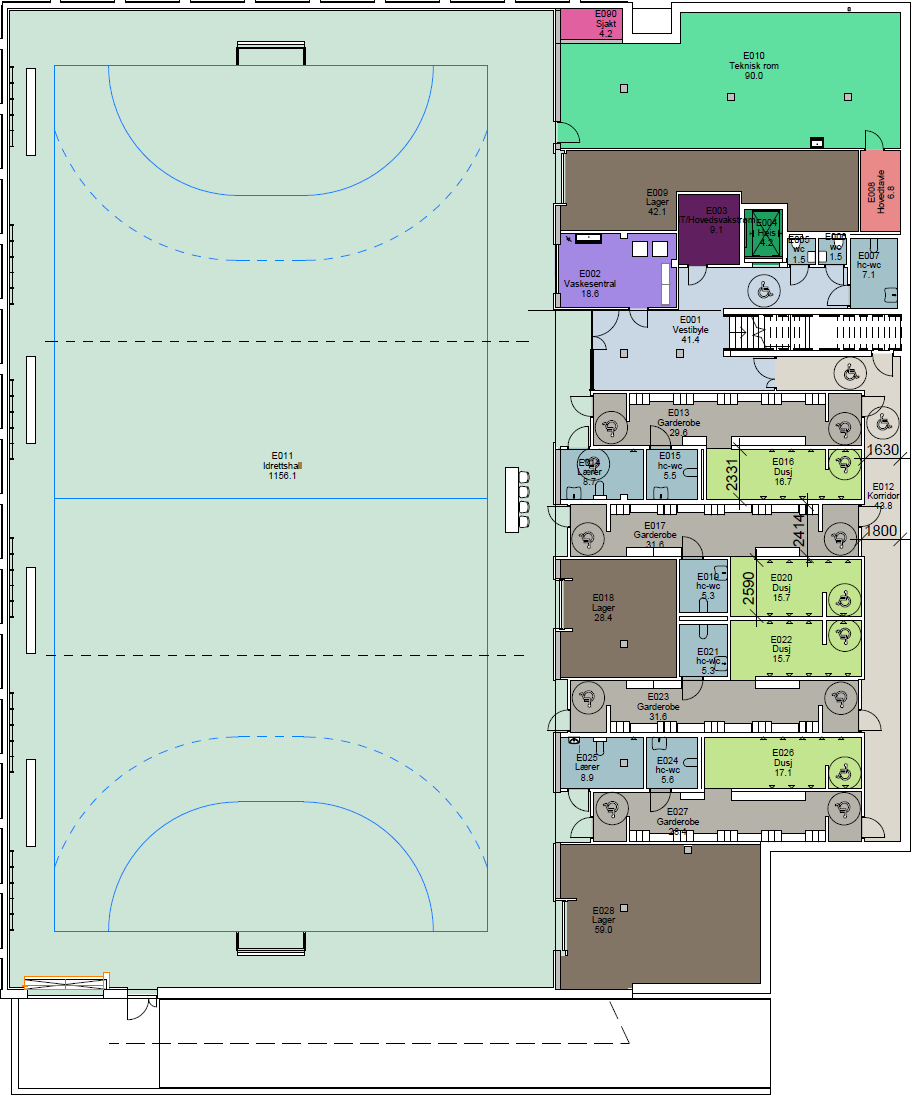 E090
Sjakt
4.2
E010
Teknisk rom
90.0
E009
Lager
42.1
E008
Hovedtavle
6.8
E003
IT/Hovedsvakstrøm
9.1
E004
Heis
4.2
E005
wc
1.5
E006
wc
1.5
E007
hc-wc
7.1
E002
Vaskesentral
18.6
E001
Vestibyle
41.4
E013
Garderobe
29.6
E011
Idrettshall
1156.1
E014
Lærer
8.7
E015
hc-wc
5.5
2331
E016
Dusj
16.7
1630
E012
Korridor
43.8
E017
Garderobe
31.6
2414
1800
E018
Lager
28.4
E019
hc-wc
5.3
2590
E020
Dusj
15.7
E021
hc-wc
5.3
E022
Dusj
15.7
E023
Garderobe
31.6
E025
Lærer
8.9
E024
hc-wc
5.6
E026
Dusj
17.1
E027
Garderobe
E028
Lager
59.0